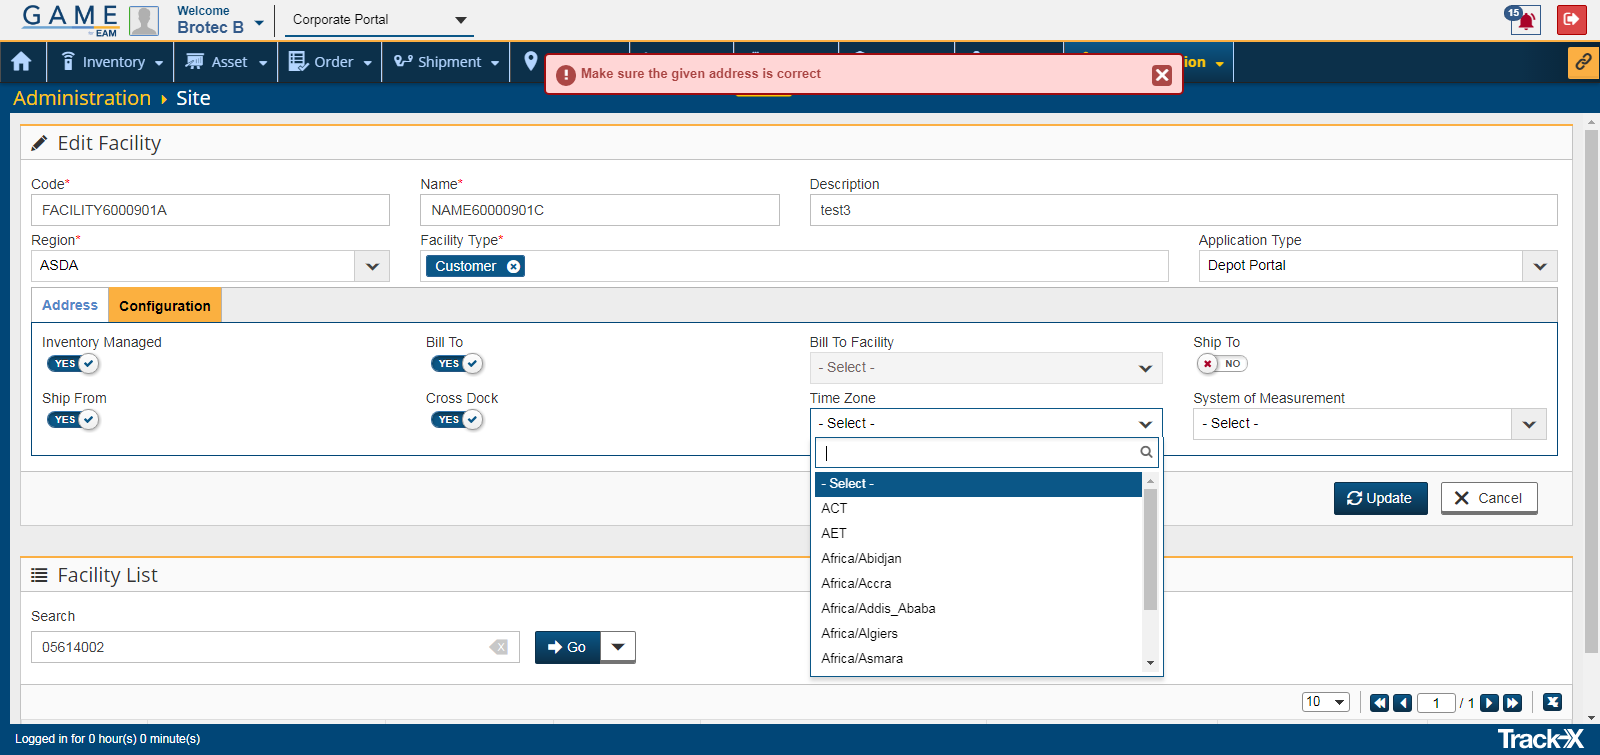 GAME
by EAM
Welcome
Brotec B
Corporate Portal
15
Inventory
Asset
Order
Shipment
ion
Make sure the given address is correct
Administration
Site
Edit Facility
Code*
Name*
Description
FACILITY6000901A
NAME60000901C
test3
Region*
Facility Type*
Application Type
ASDA
Customer
Depot Portal
Address
Configuration
Inventory Managed
Bill To
Bill To Facility
Ship To
YES
YES
- Select -
NO
Ship From
Cross Dock
Time Zone
System of Measurement
YES
YES
- Select -
- Select -
- Select -
ACT
AET
Africa/Abidjan
Africa/Accra
Africa/Addis_Ababa
Africa/Algiers
Africa/Asmara
Update
Cancel
Facility List
Search
05614002
Go
10
1
/ 1
Logged in for 0 hour(s) 0 minute(s)
Track-X